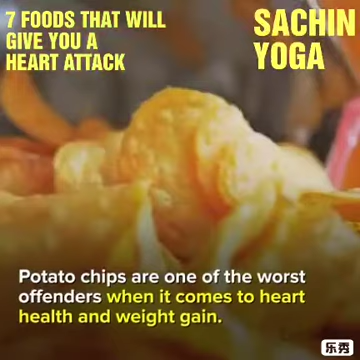 7 FOODS THAT WILL
GIVE YOU A
HEART ATTACK
SACHIN
YOGA
Potato chips are one of the worst
offenders when it comes to heart
health and weight gain.
乐秀